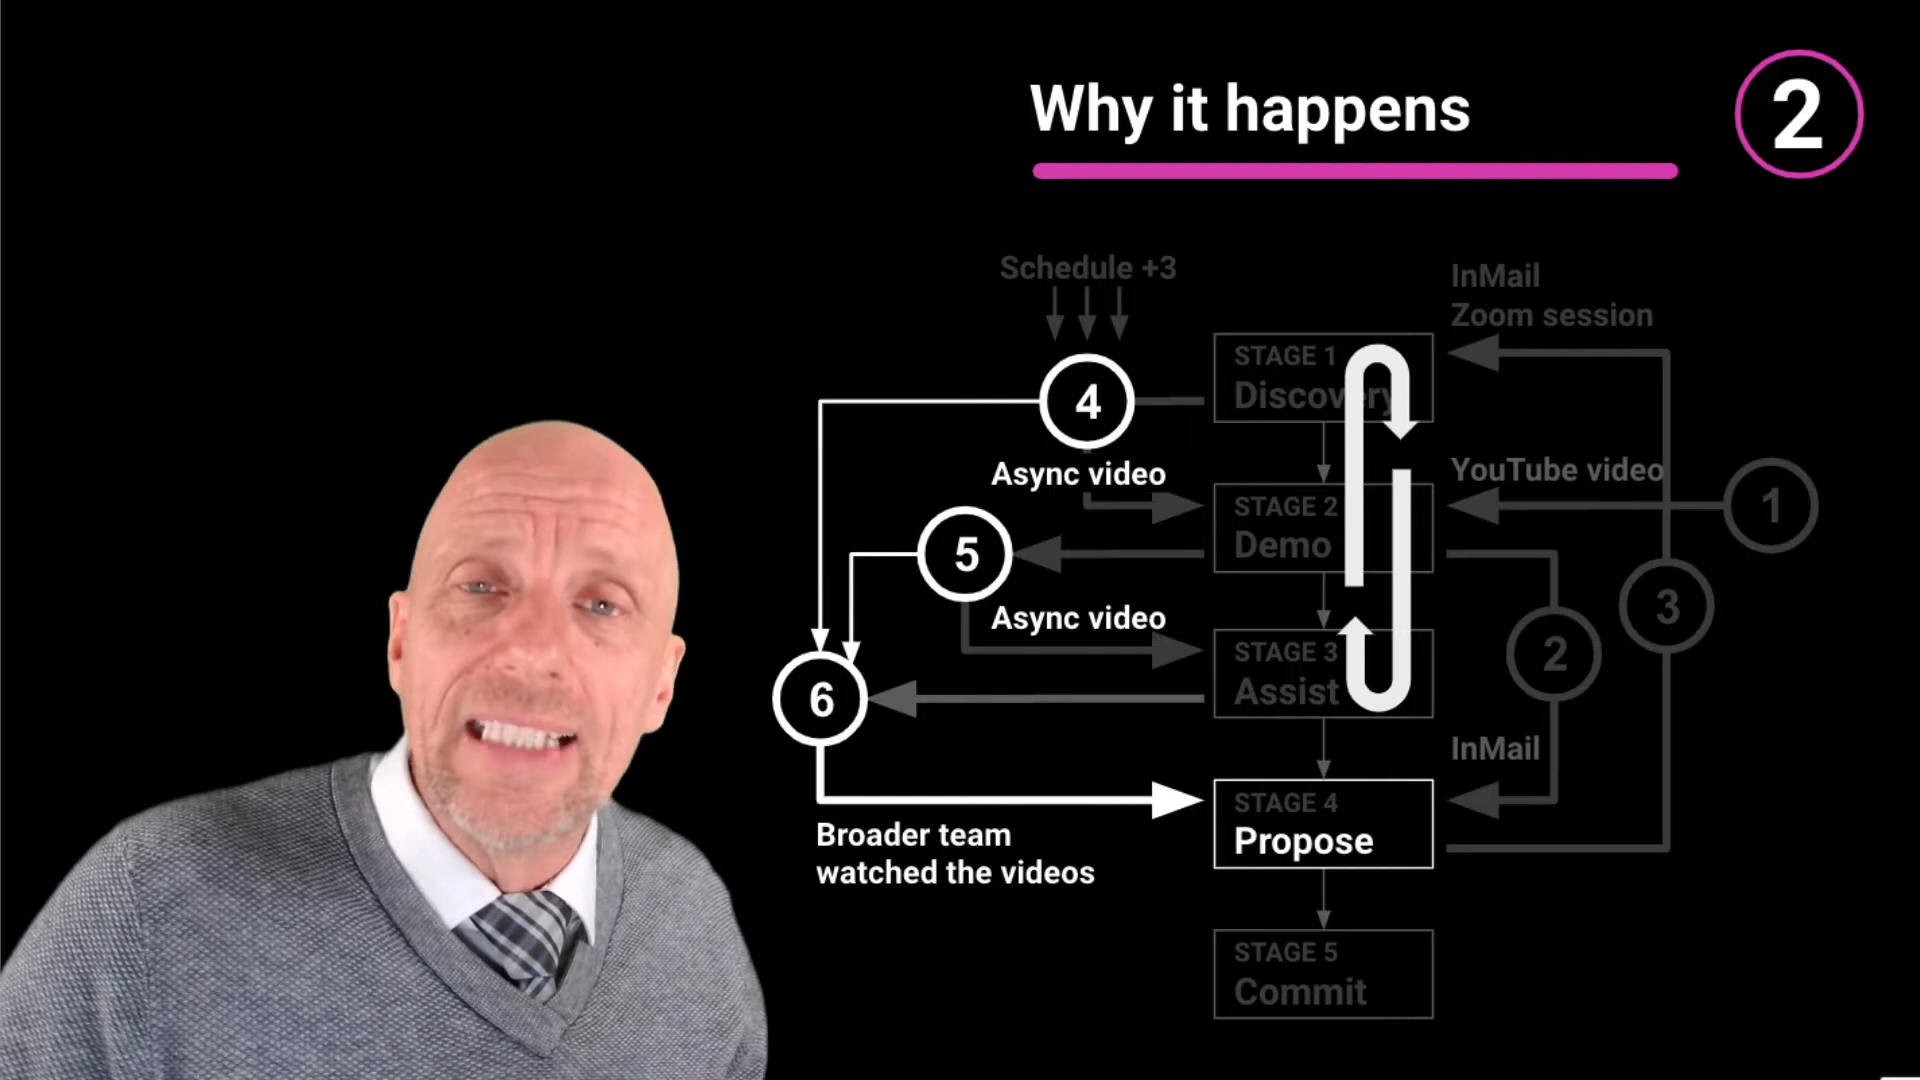 Why it happens
2
Schedule +3
InMail
Zoom session
STAGE 1
Discovery
4
Async video
YouTube video
1
STAGE 2
Demo
5
Async video
3
2
STAGE 3
Assist
6
InMail
STAGE 4
Propose
Broader team
watched the videos
STAGE 5
Commit